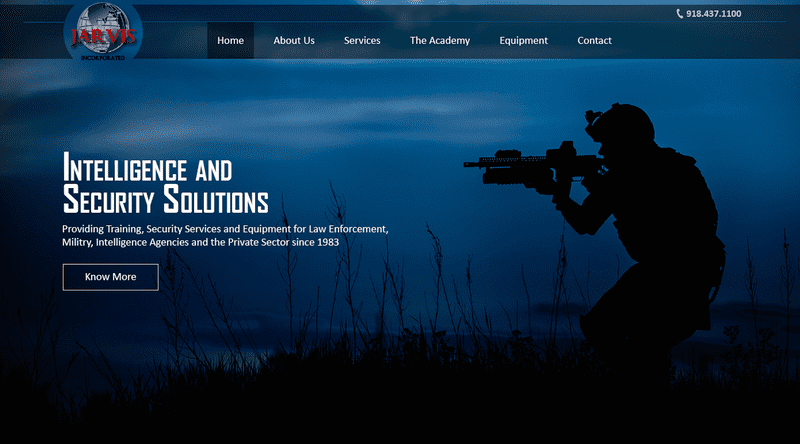 918.437.1100
JARVIS
INCORPORATED
Home About Us Services The Academy Equipment Contact
Intelligence and
Security Solutions
Providing Training, Security Services and Equipment for Law Enforcement,
Militry, Intelligence Agencies and the Private Sector since 1983
Know More